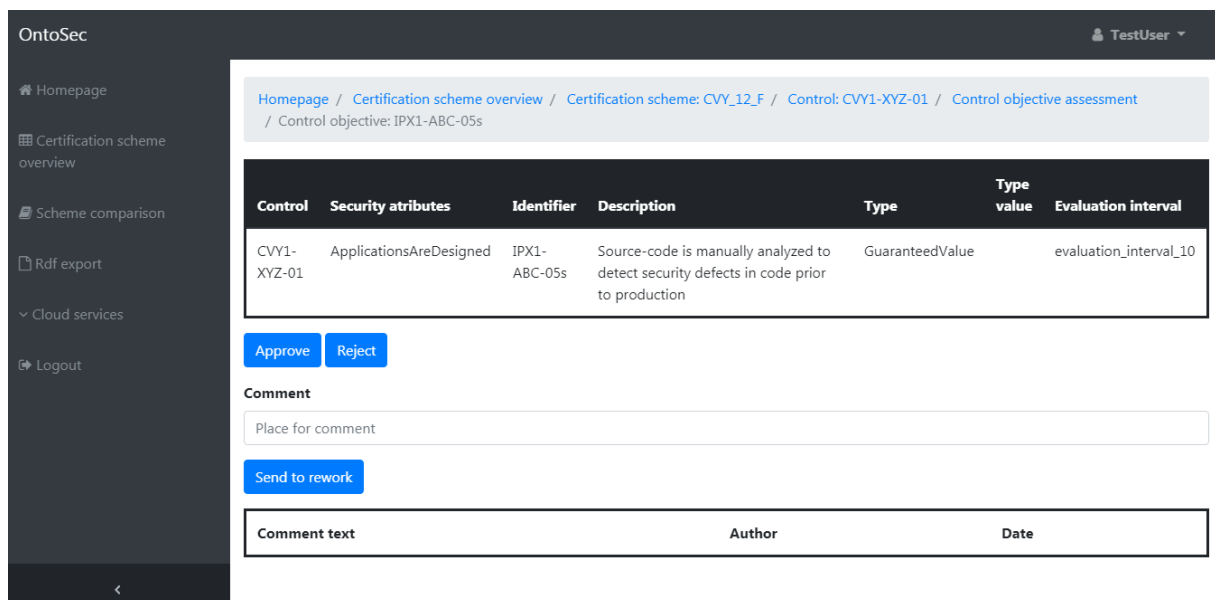 OntoSec
TestUser
Homepage
Certification scheme
overview
Scheme comparison
Rdf export
Cloud services
Logout
Homepage / Certification scheme overview / Certification scheme: CVY_12_F / Control: CVY1-XYZ-01 / Control objective assessment
/ Control objective: IPX1-ABC-05s
Type
Control Security atributes Identifier Description Type value Evaluation interval
CVY1- ApplicationsAreDesigned IPX1- Source-code is manually analyzed to GuaranteedValue evaluation_interval_10
XYZ-01 ABC-05s detect security defects in code prior
to production
Approve Reject
Comment
Place for comment
Send to rework
Comment text Author Date